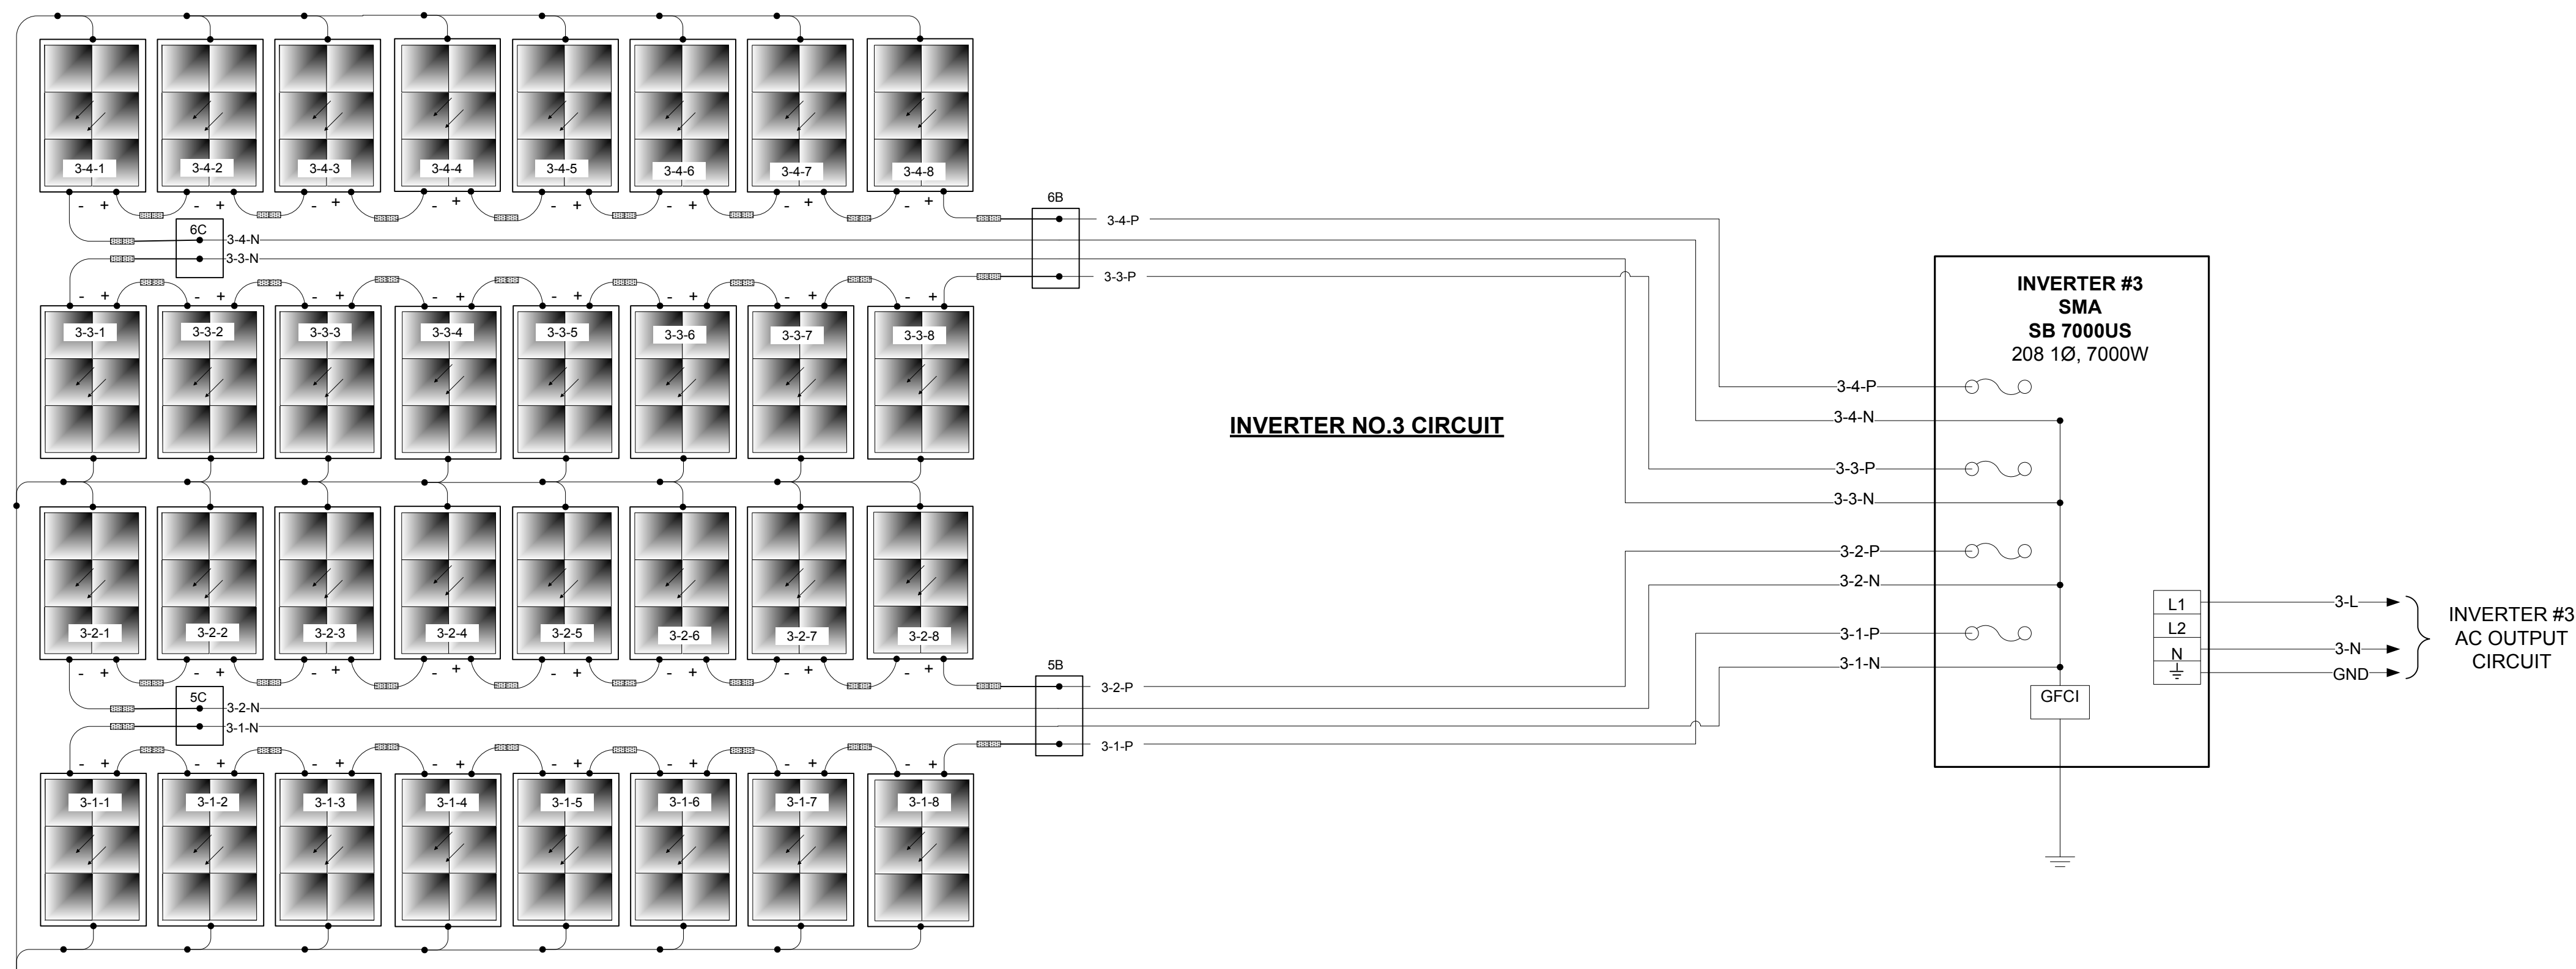 3-4-1 3-4-2 3-4-3 3-4-4 3-4-5 3-4-6 3-4-7 3-4-8
- + - + - + - + - + - + - + - +
6B
3-4-P
6C
3-4-N
3-3-N
3-3-P
- + - + - + - + - + - + - + - +
3-3-1 3-3-2 3-3-3 3-3-4 3-3-5 3-3-6 3-3-7 3-3-8
INVERTER NO.3 CIRCUIT
3-2-1 3-2-2 3-2-3 3-2-4 3-2-5 3-2-6 3-2-7 3-2-8
- + - + - + - + - + - + - + - +
5B
3-2-P
5C
3-2-N
3-1-N
3-1-P
- + - + - + - + - + - + - + - +
3-1-1 3-1-2 3-1-3 3-1-4 3-1-5 3-1-6 3-1-7 3-1-8
INVERTER #3
SMA
SB 7000US
208 1Ø, 7000W
3-4-P
3-4-N
3-3-P
3-3-N
3-2-P
3-2-N
3-1-P
3-1-N
GFCI
L1
L2
N
3-L
3-N
GND
INVERTER #3
AC OUTPUT
CIRCUIT